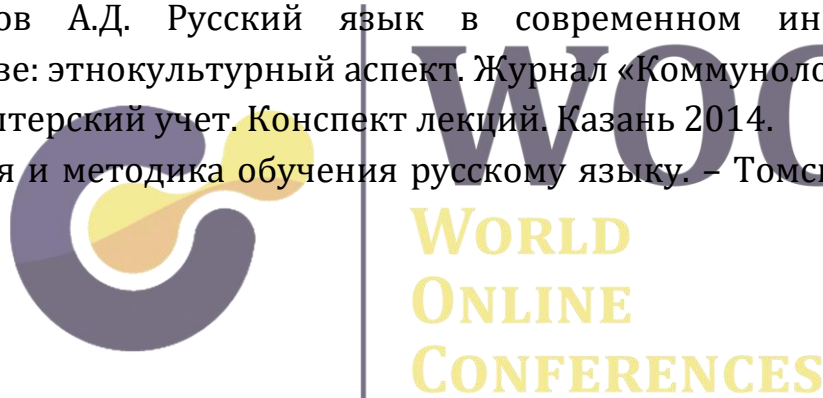 ов А.Д. Русский язык в современном ин
ве: этнокультурный аспект. Журнал «Коммуноло
терский учет. Конспект лекций. Казань 2014.
я и методика обучения русскому языку. – Томс
WOC
WORLD
ONLINE
CONFERENCES